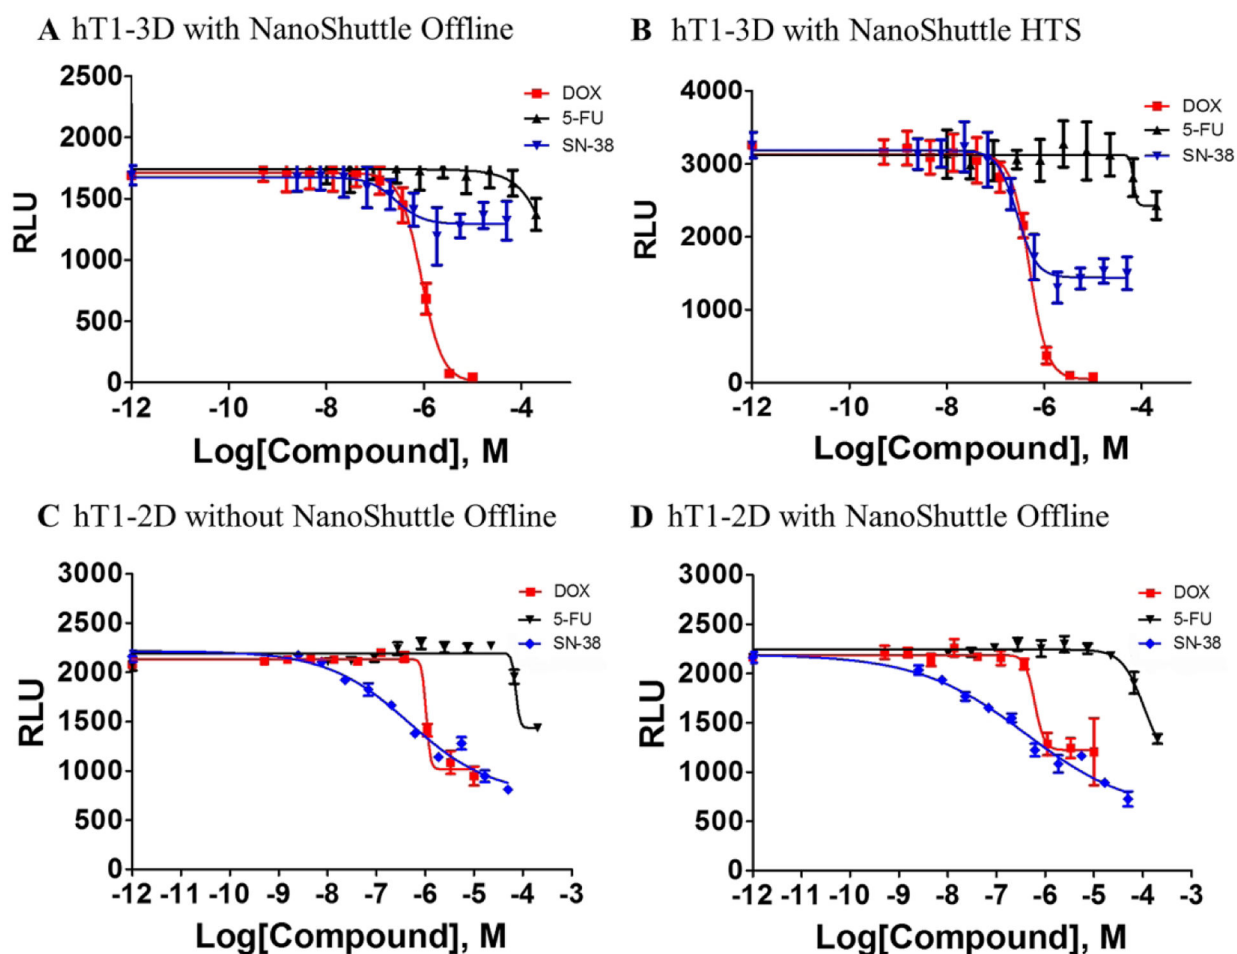 A hT1-3D with NanoShuttle Offline
2500
2000
1500
1000
500
0
RLU
DOX
5-FU
SN-38
-12 -10 -8 -6 -4
Log[Compound], M
B hT1-3D with NanoShuttle HTS
4000
3000
2000
1000
0
RLU
DOX
5-FU
SN-38
-12 -10 -8 -6 -4
Log[Compound], M
C hT1-2D without NanoShuttle Offline
3000
2500
2000
1500
1000
500
0
RLU
DOX
5-FU
SN-38
-12 -11 -10 -9 -8 -7 -6 -5 -4 -3
Log[Compound], M
D hT1-2D with NanoShuttle Offline
3000
2500
2000
1500
1000
500
0
RLU
DOX
5-FU
SN-38
-12 -11 -10 -9 -8 -7 -6 -5 -4 -3
Log[Compound], M